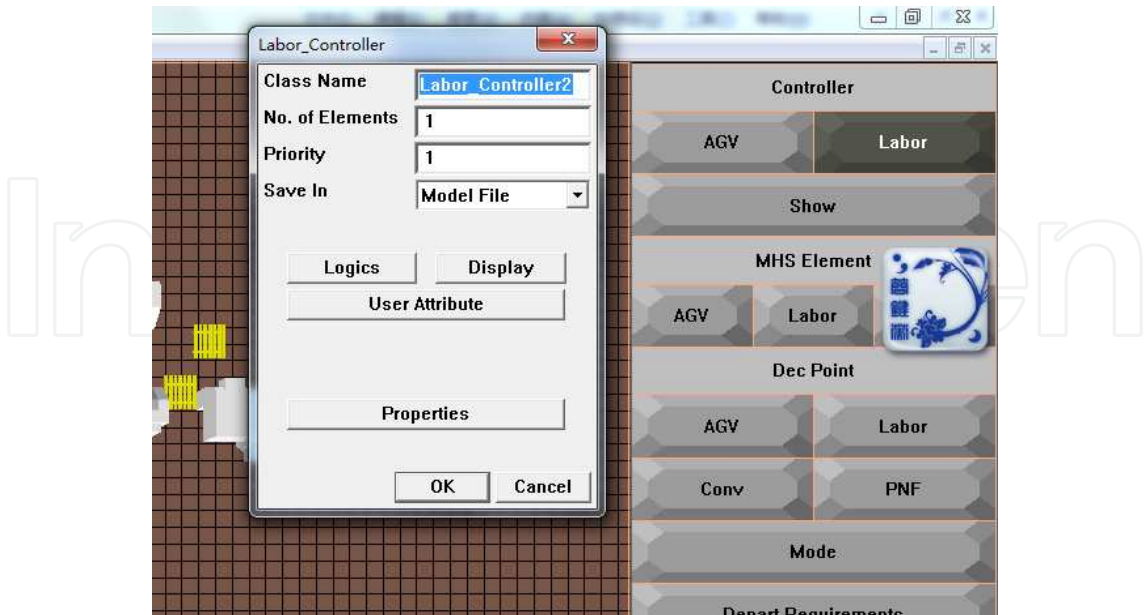 Labor_Controller
Class Name Labor_Controller2
No. of Elements 1
Priority 1
Save In Model File
Logics Display
User Attribute
Properties
OK Cancel
Controller
AGV Labor
Show
MHS Element
AGV Labor
Dec Point
AGV Labor
Conv PNF
Mode
Depart Requirements